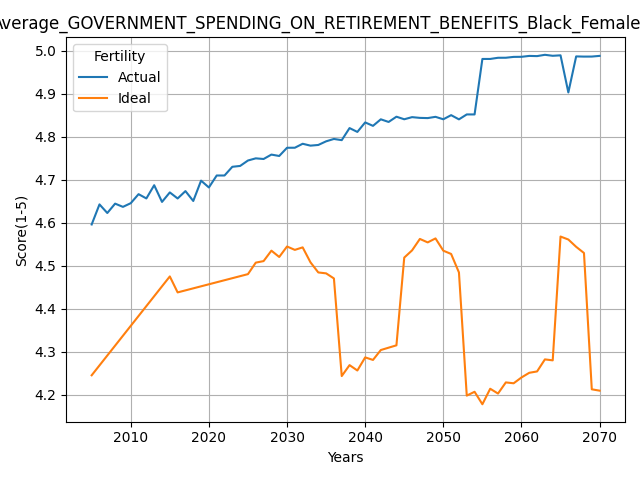 Average_GOVERNMENT_SPENDING_ON_RETIREMENT_BENEFITS_Black_Female
Fertility
Actual
Ideal
Score(1-5)
5.0
4.9
4.8
4.7
4.6
4.5
4.4
4.3
4.2
2010 2020 2030 2040 2050 2060 2070
Years